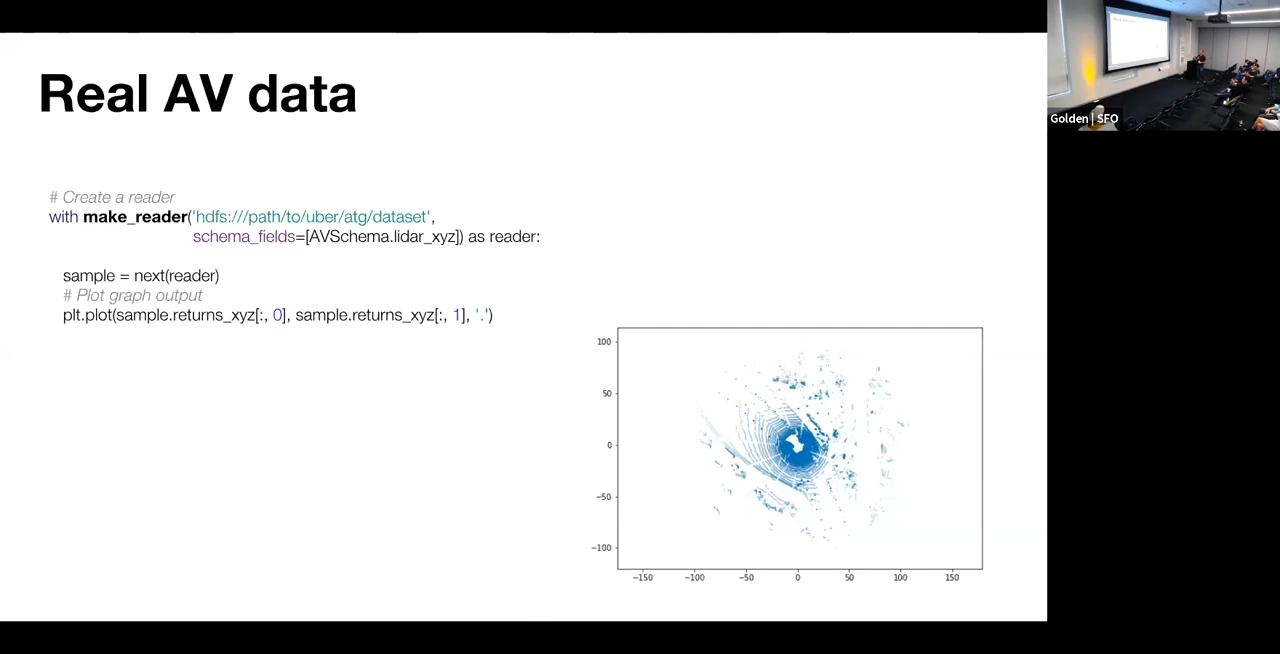 Real AV data
# Create a reader
with make_reader('hdfs:///path/to/uber/atg/dataset',
schema_fields=[AVSchema.lidar_xyz]) as reader:
sample = next(reader)
# Plot graph output
plt.plot(sample.returns_xyz[:, 0], sample.returns_xyz[:, 1], '.')
100
50
0
−50
−100
−150 −100 −50 0 50 100 150
Golden | SFO